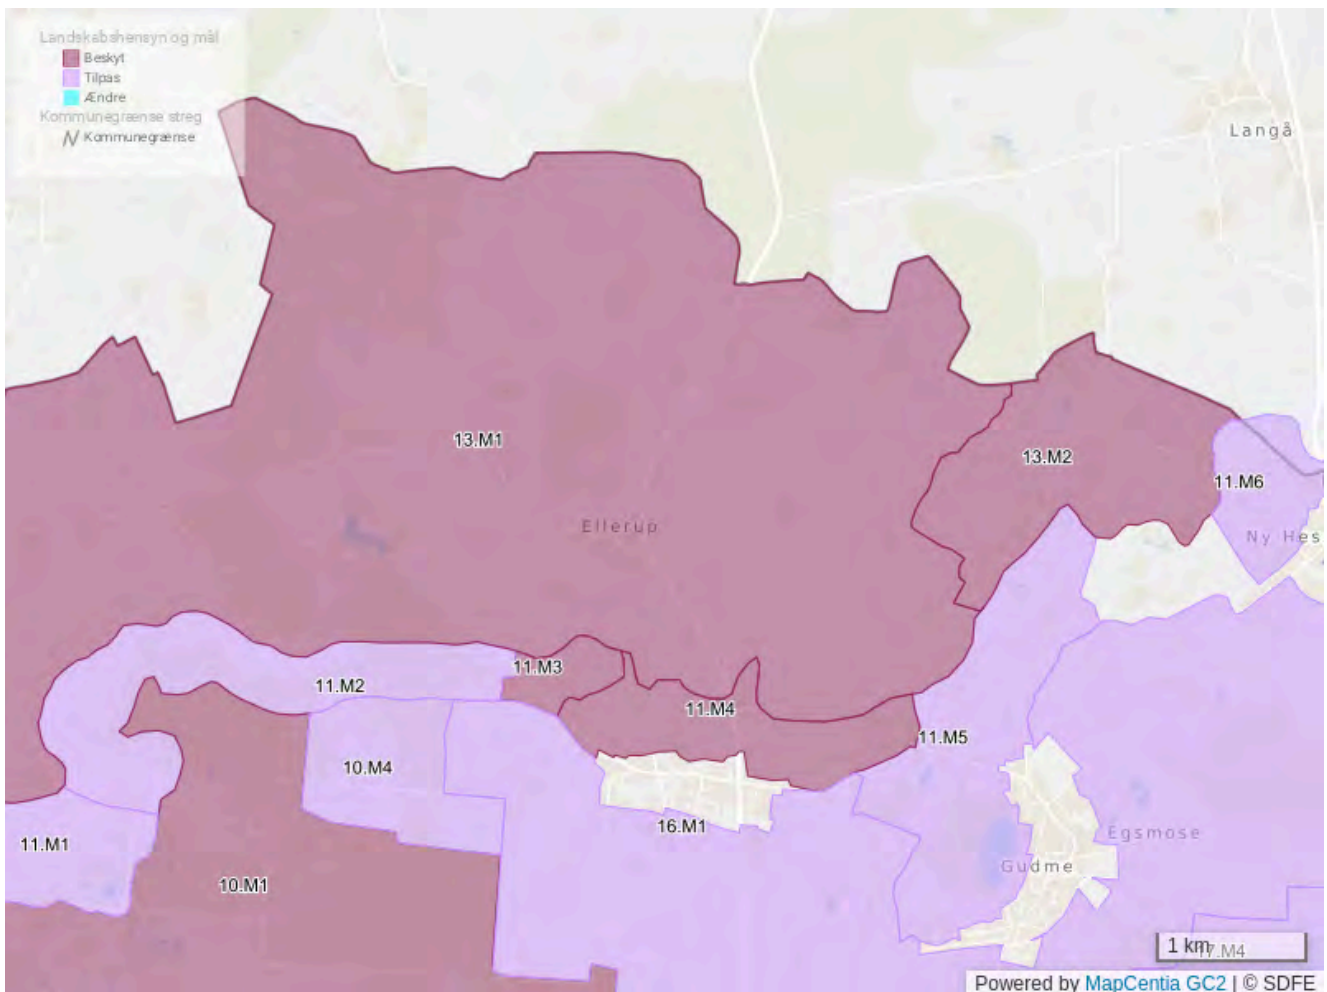 Landskabshensyn og mål
Beskyt
Tilpas
Ændre
Kommunegrænse streg
Kommunegrænse
Langå
13.M1
13.M2
11.M6
Ellerup
Ny Hes
11.M3
11.M2
11.M4
11.M5
10.M4
16.M1
Egsmose
11.M1
Gudme
10.M1
1 km
17.M4
Powered by MapCentia GC2 | © SDFE